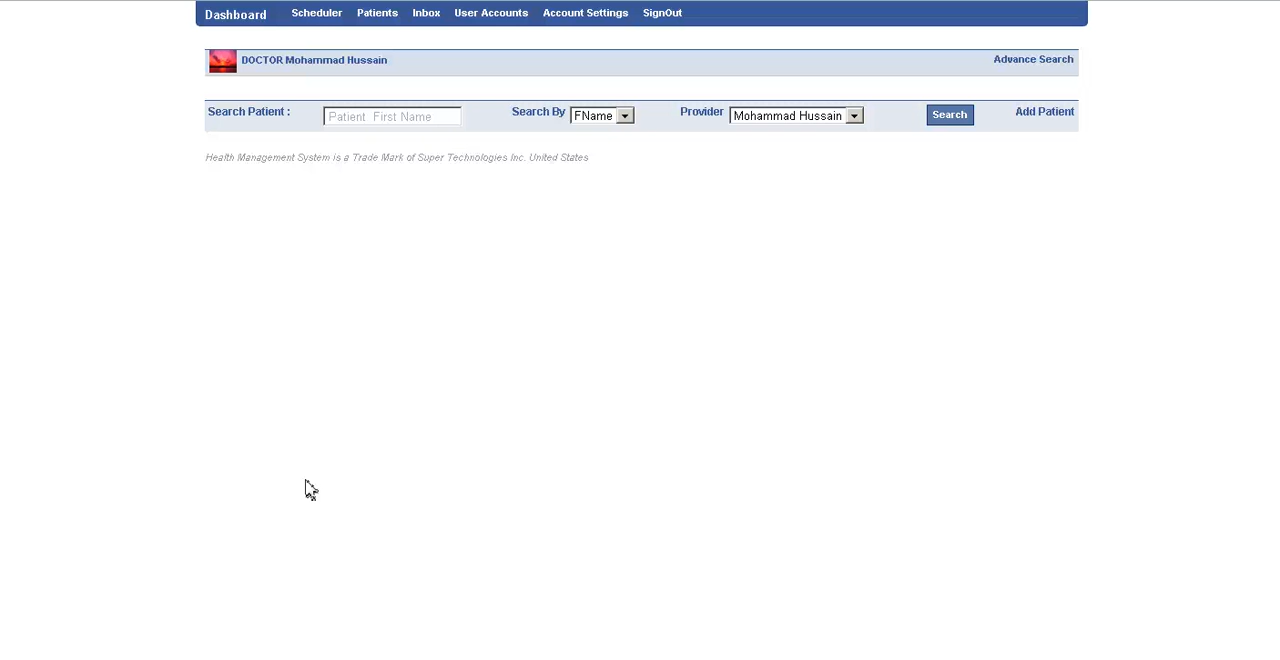 Dashboard Scheduler Patients Inbox User Accounts Account Settings SignOut
DOCTOR Mohammad Hussain Advance Search
Search Patient : Patient First Name Search By FName Provider Mohammad Hussain Search Add Patient
Health Management System is a Trade Mark of Super Technologies Inc. United States